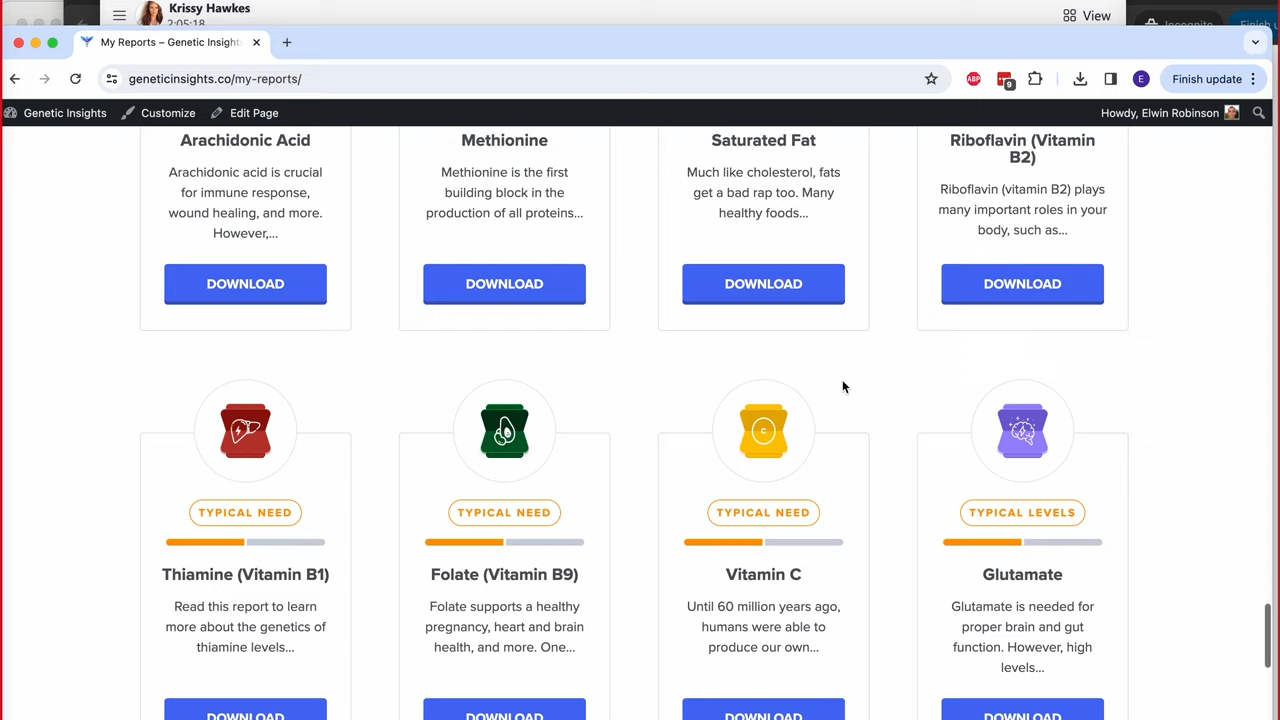 Krissy Hawkes
2:05:18
View
Incognito
Finish u
My Reports – Genetic Insights
geneticinsights.co/my-reports/
ABP
9
E
Finish update
Genetic Insights
Customize
Edit Page
Howdy, Elwin Robinson
Arachidonic Acid
Arachidonic acid is crucial
for immune response,
wound healing, and more.
However,...
DOWNLOAD
Methionine
Methionine is the first
building block in the
production of all proteins...
DOWNLOAD
Saturated Fat
Much like cholesterol, fats
get a bad rap too. Many
healthy foods...
DOWNLOAD
Riboflavin (Vitamin
B2)
Riboflavin (vitamin B2) plays
many important roles in your
body, such as...
DOWNLOAD
TYPICAL NEED
Thiamine (Vitamin B1)
Read this report to learn
more about the genetics of
thiamine levels...
DOWNLOAD
TYPICAL NEED
Folate (Vitamin B9)
Folate supports a healthy
pregnancy, heart and brain
health, and more. One...
DOWNLOAD
C
TYPICAL NEED
Vitamin C
Until 60 million years ago,
humans were able to
produce our own...
DOWNLOAD
TYPICAL LEVELS
Glutamate
Glutamate is needed for
proper brain and gut
function. However, high
levels...
DOWNLOAD